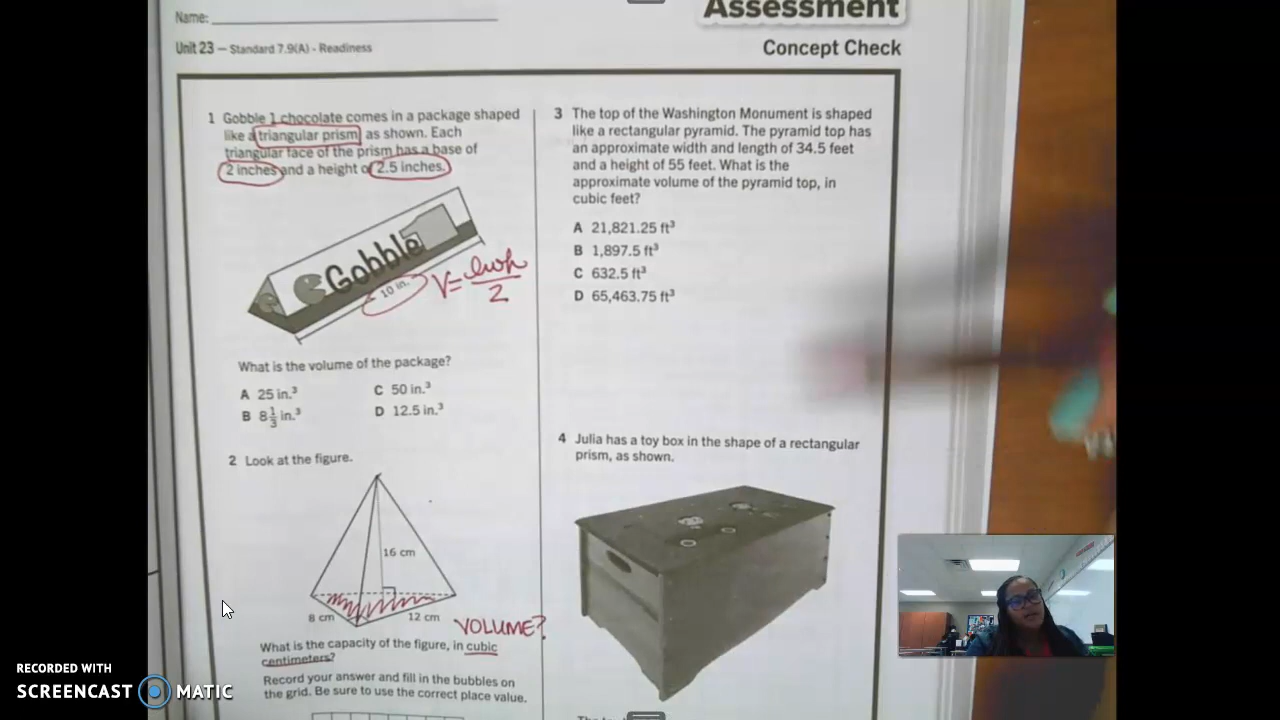 Name:
Assessment
Unit 23 – Standard 7.9(A) - Readiness
Concept Check
1 Gobble 1 chocolate comes in a package shaped
like a triangular prism as shown. Each
triangular face of the prism has a base of
2 inches and a height of 2.5 inches.
Gobble 1
10 in.
V=lwh/2
What is the volume of the package?
A 25 in.³
C 50 in.³
B 8 1/3 in.³
D 12.5 in.³
2 Look at the figure.
16 cm
8 cm
12 cm
VOLUME?
What is the capacity of the figure, in cubic
centimeters?
Record your answer and fill in the bubbles on
the grid. Be sure to use the correct place value.
3 The top of the Washington Monument is shaped
like a rectangular pyramid. The pyramid top has
an approximate width and length of 34.5 feet
and a height of 55 feet. What is the
approximate volume of the pyramid top, in
cubic feet?
A 21,821.25 ft³
B 1,897.5 ft³
C 632.5 ft³
D 65,463.75 ft³
4 Julia has a toy box in the shape of a rectangular
prism, as shown.
RECORDED WITH
SCREENCAST MATIC